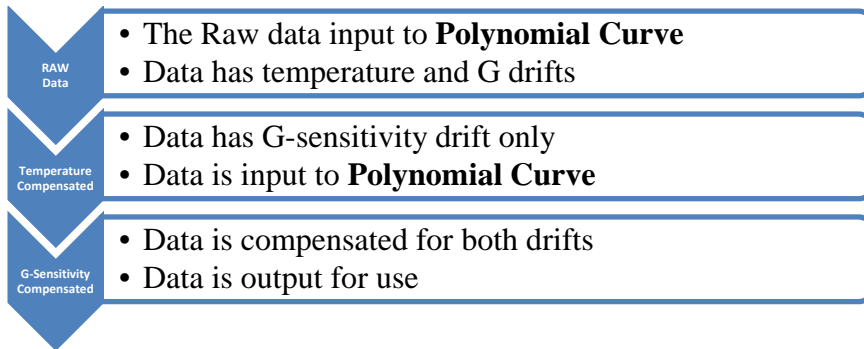 RAW
Data
• The Raw data input to Polynomial Curve
• Data has temperature and G drifts
Temperature
Compensated
• Data has G-sensitivity drift only
• Data is input to Polynomial Curve
G-Sensitivity
Compensated
• Data is compensated for both drifts
• Data is output for use